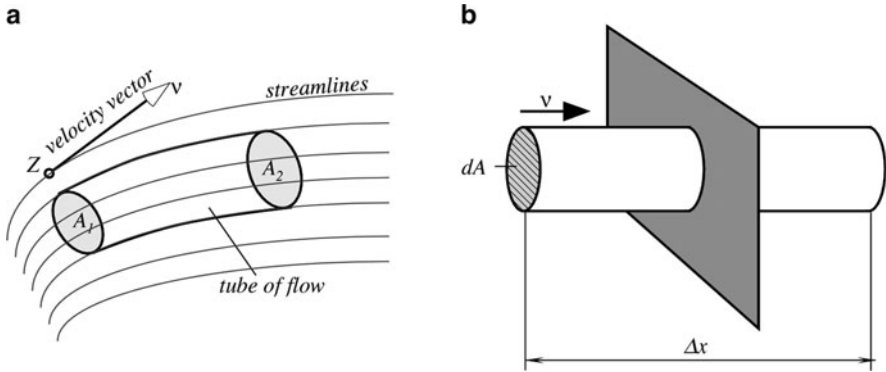 a
velocity vector
v
streamlines
Z
A1
A2
tube of flow
b
v
dA
Δx